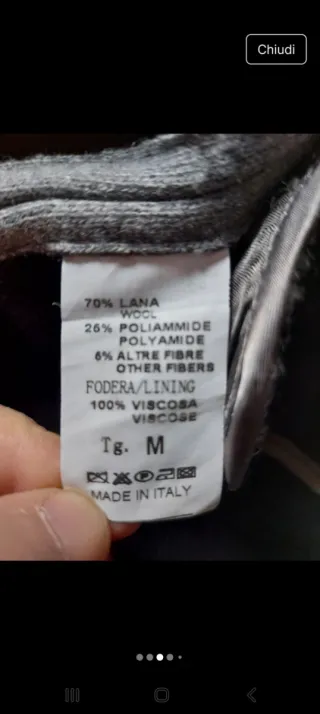 Chiudi
70% LANA
WOOL
25% POLIAMMIDE
POLYAMIDE
5% ALTRE FIBRE
OTHER FIBERS
FODERA/LINING
100% VISCOSA
VISCOSE
Tg. M
MADE IN ITALY